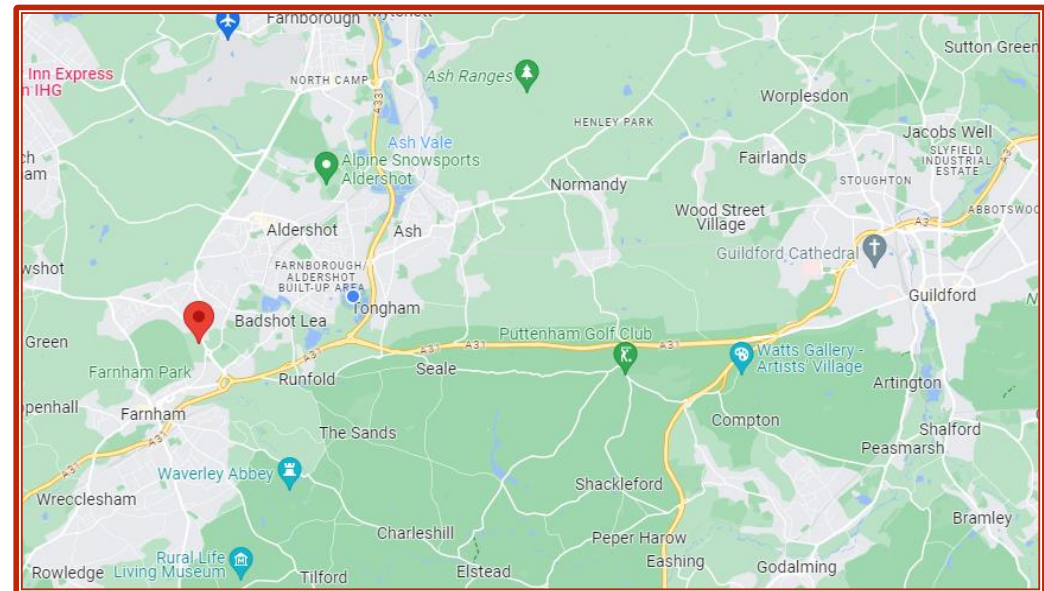 Farnborough
Sutton Green
Inn Express
IHG
NORTH CAMP
A331
Ash Ranges
Worplesdon
HENLEY PARK
Ash Vale
Jacobs Well
SLYFIELD
INDUSTRIAL
ESTATE
Alpine Snowsports
Aldershot
Fairlands
Normandy
STOUGHTON
Wood Street
Village
A3
Aldershot
Ash
Guildford Cathedral
FARNBOROUGH/
ALDERSHOT
BUILT-UP AREA
Tongham
Guildford
Badshot Lea
Green
Puttenham Golf Club
A31
A31
A31
Watts Gallery -
Artists' Village
Farnham Park
Runfold
Seale
Artington
Farnham
Compton
The Sands
Shalford
Peasmarsh
A31
A31
Waverley Abbey
Shackleford
Wrecclesham
Bramley
Charleshill
Peper Harow
Rural Life
Living Museum
Eashing
Rowledge
Tilford
Elstead
Godalming